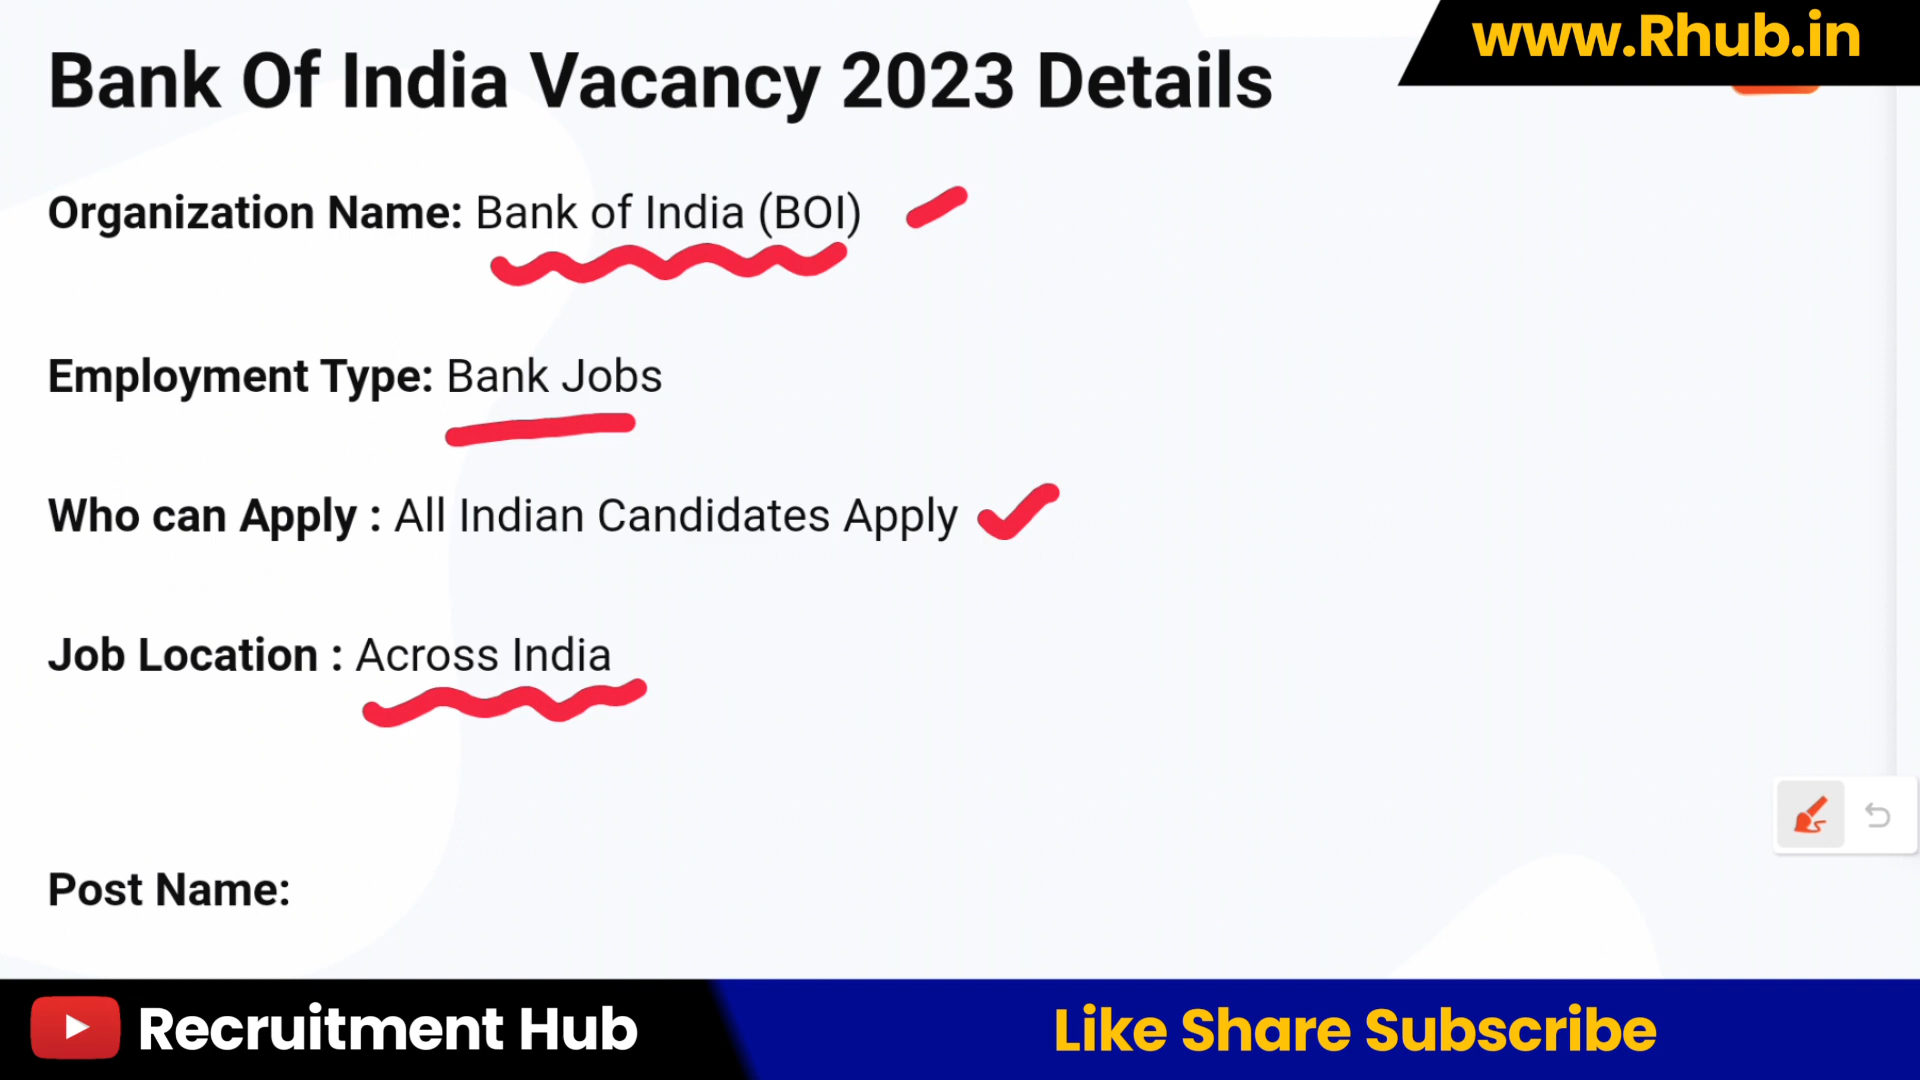 www.Rhub.in
Bank Of India Vacancy 2023 Details
Organization Name: Bank of India (BOI)
Employment Type: Bank Jobs
Who can Apply : All Indian Candidates Apply
Job Location : Across India
Post Name:
Recruitment Hub
Like Share Subscribe